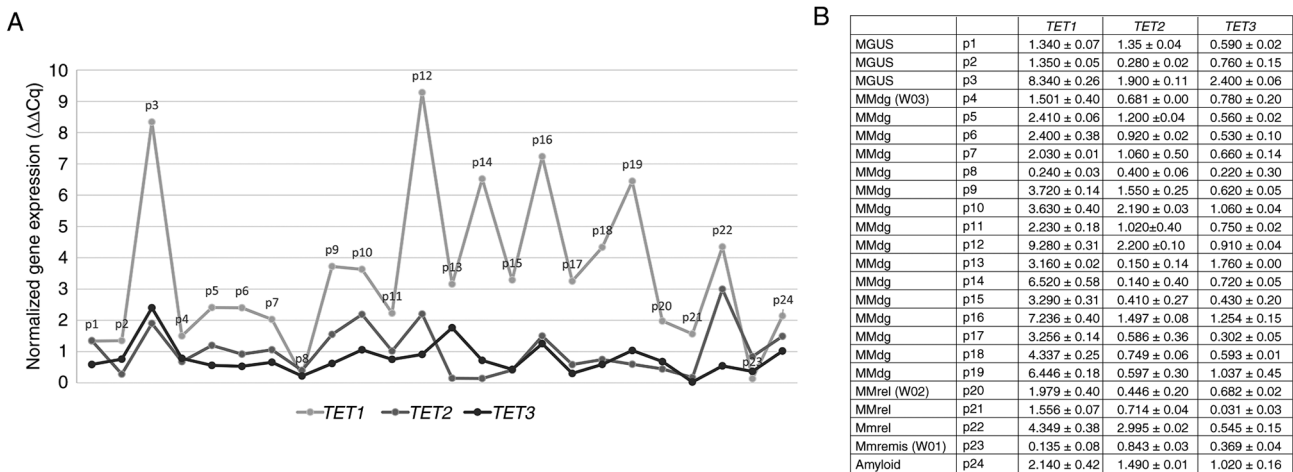 A
Normalized gene expression (ΔΔCq)
10
9
8
7
6
5
4
3
2
1
0
p1
p2
p3
p4
p5
p6
p7
p8
p9
p10
p11
p12
p13
p14
p15
p16
p17
p18
p19
p20
p21
p22
p23
p24
TET1 TET2 TET3
B
TET1 TET2 TET3
MGUS p1 1.340 ± 0.07 1.35 ± 0.04 0.590 ± 0.02
MGUS p2 1.350 ± 0.05 0.280 ± 0.02 0.760 ± 0.15
MGUS p3 8.340 ± 0.26 1.900 ± 0.11 2.400 ± 0.06
MMdg (W03) p4 1.501 ± 0.40 0.681 ± 0.00 0.780 ± 0.20
MMdg p5 2.410 ± 0.06 1.200 ±0.04 0.560 ± 0.02
MMdg p6 2.400 ± 0.38 0.920 ± 0.02 0.530 ± 0.10
MMdg p7 2.030 ± 0.01 1.060 ± 0.50 0.660 ± 0.14
MMdg p8 0.240 ± 0.03 0.400 ± 0.06 0.220 ± 0.30
MMdg p9 3.720 ± 0.14 1.550 ± 0.25 0.620 ± 0.05
MMdg p10 3.630 ± 0.40 2.190 ± 0.03 1.060 ± 0.04
MMdg p11 2.230 ± 0.18 1.020±0.40 0.750 ± 0.02
MMdg p12 9.280 ± 0.31 2.200 ±0.10 0.910 ± 0.04
MMdg p13 3.160 ± 0.02 0.150 ± 0.14 1.760 ± 0.00
MMdg p14 6.520 ± 0.58 0.140 ± 0.40 0.720 ± 0.05
MMdg p15 3.290 ± 0.31 0.410 ± 0.27 0.430 ± 0.20
MMdg p16 7.236 ± 0.40 1.497 ± 0.08 1.254 ± 0.15
MMdg p17 3.256 ± 0.14 0.586 ± 0.36 0.302 ± 0.05
MMdg p18 4.337 ± 0.25 0.749 ± 0.06 0.593 ± 0.01
MMdg p19 6.446 ± 0.18 0.597 ± 0.30 1.037 ± 0.45
MMrel (W02) p20 1.979 ± 0.40 0.446 ± 0.20 0.682 ± 0.02
MMrel p21 1.556 ± 0.07 0.714 ± 0.04 0.031 ± 0.03
Mmrel p22 4.349 ± 0.38 2.995 ± 0.02 0.545 ± 0.15
Mmremis (W01) p23 0.135 ± 0.08 0.843 ± 0.03 0.369 ± 0.04
Amyloid p24 2.140 ± 0.42 1.490 ± 0.01 1.020 ± 0.16